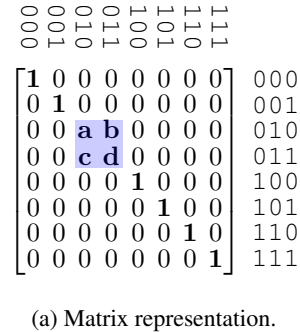 000 001 010 011 100 101 110 111
1 0 0 0 0 0 0 0 000
0 1 0 0 0 0 0 0 001
0 0 a b 0 0 0 0 010
0 0 c d 0 0 0 0 011
0 0 0 0 1 0 0 0 100
0 0 0 0 0 1 0 0 101
0 0 0 0 0 0 1 0 110
0 0 0 0 0 0 0 1 111
(a) Matrix representation.